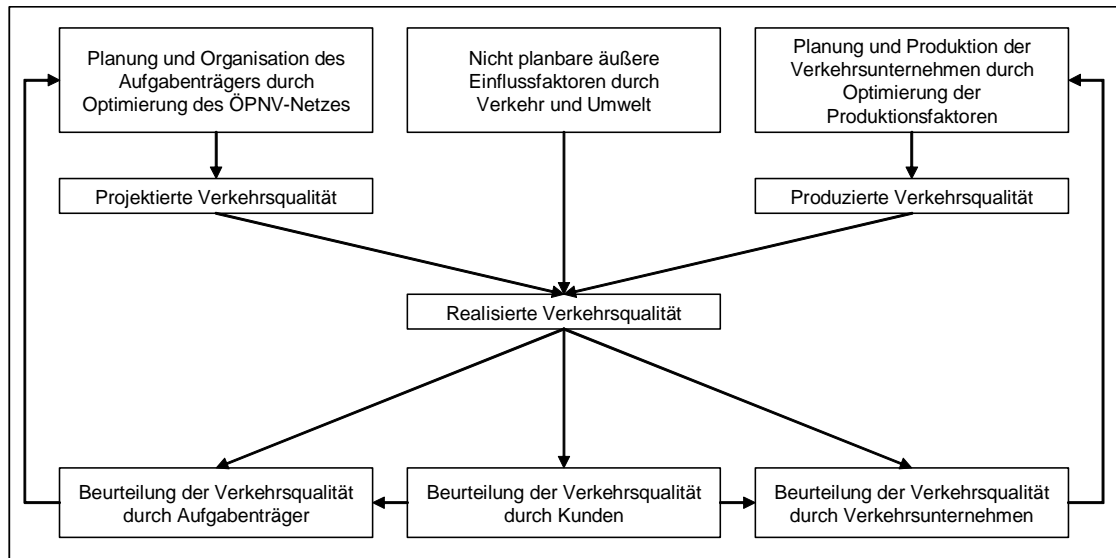 Planung und Organisation des
Aufgabenträgers durch
Optimierung des ÖPNV-Netzes
Nicht planbare äußere
Einflussfaktoren durch
Verkehr und Umwelt
Planung und Produktion der
Verkehrsunternehmen durch
Optimierung der
Produktionsfaktoren
Projektierte Verkehrsqualität
Produzierte Verkehrsqualität
Realisierte Verkehrsqualität
Beurteilung der Verkehrsqualität
durch Aufgabenträger
Beurteilung der Verkehrsqualität
durch Kunden
Beurteilung der Verkehrsqualität
durch Verkehrsunternehmen